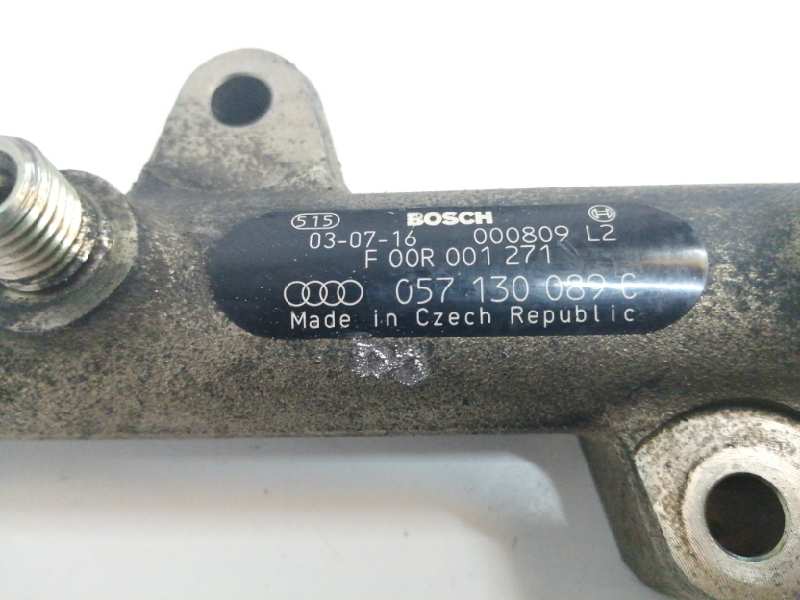 515 BOSCH
03-07-16 000809 L2
F 00R 001 271
057 130 089 C
Made in Czech Republic